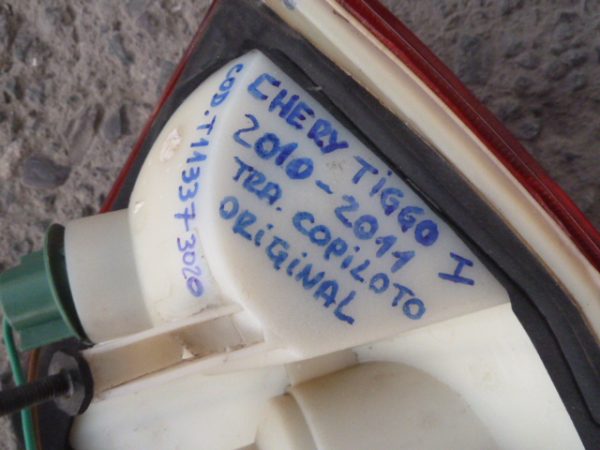 CHERY TIGGO I
2010-2011
TRA. COPILOTO
ORIGINAL
COD. T11337-3020